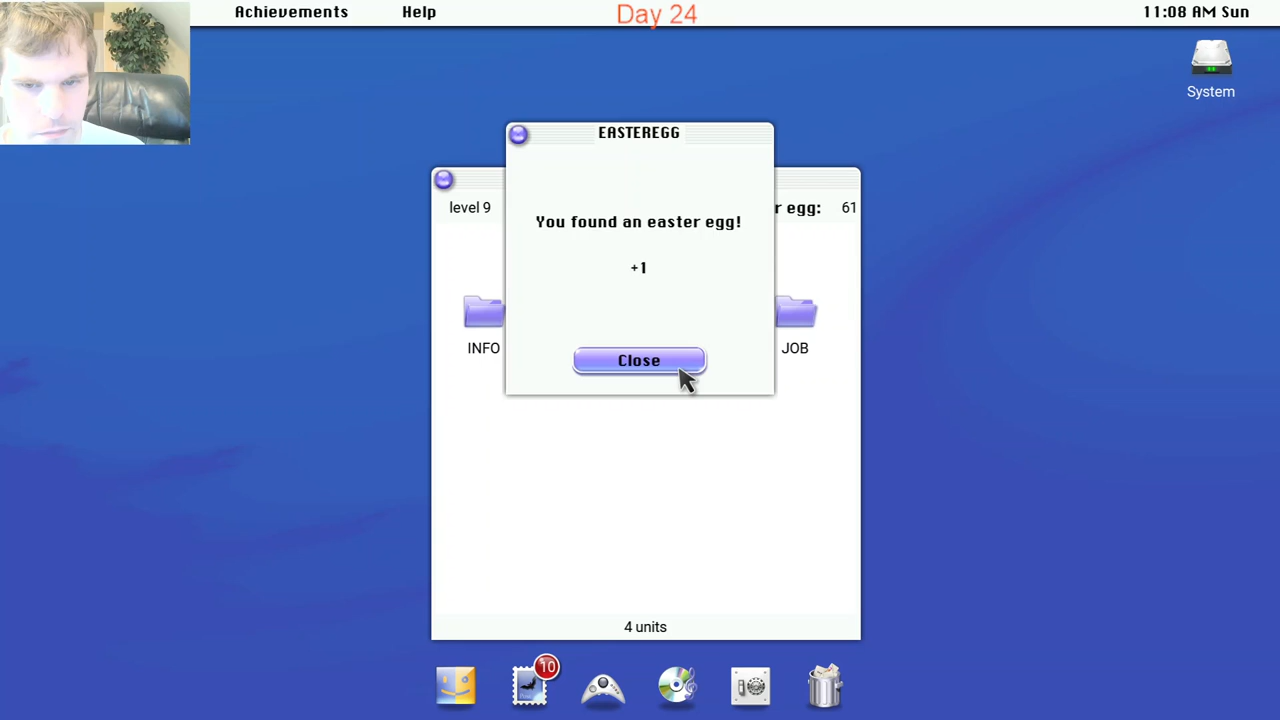 Achievements Help Day 24 11:08 AM Sun
System
EASTEREGG
level 9 r egg: 61
You found an easter egg!
+1
INFO JOB
Close
4 units
10